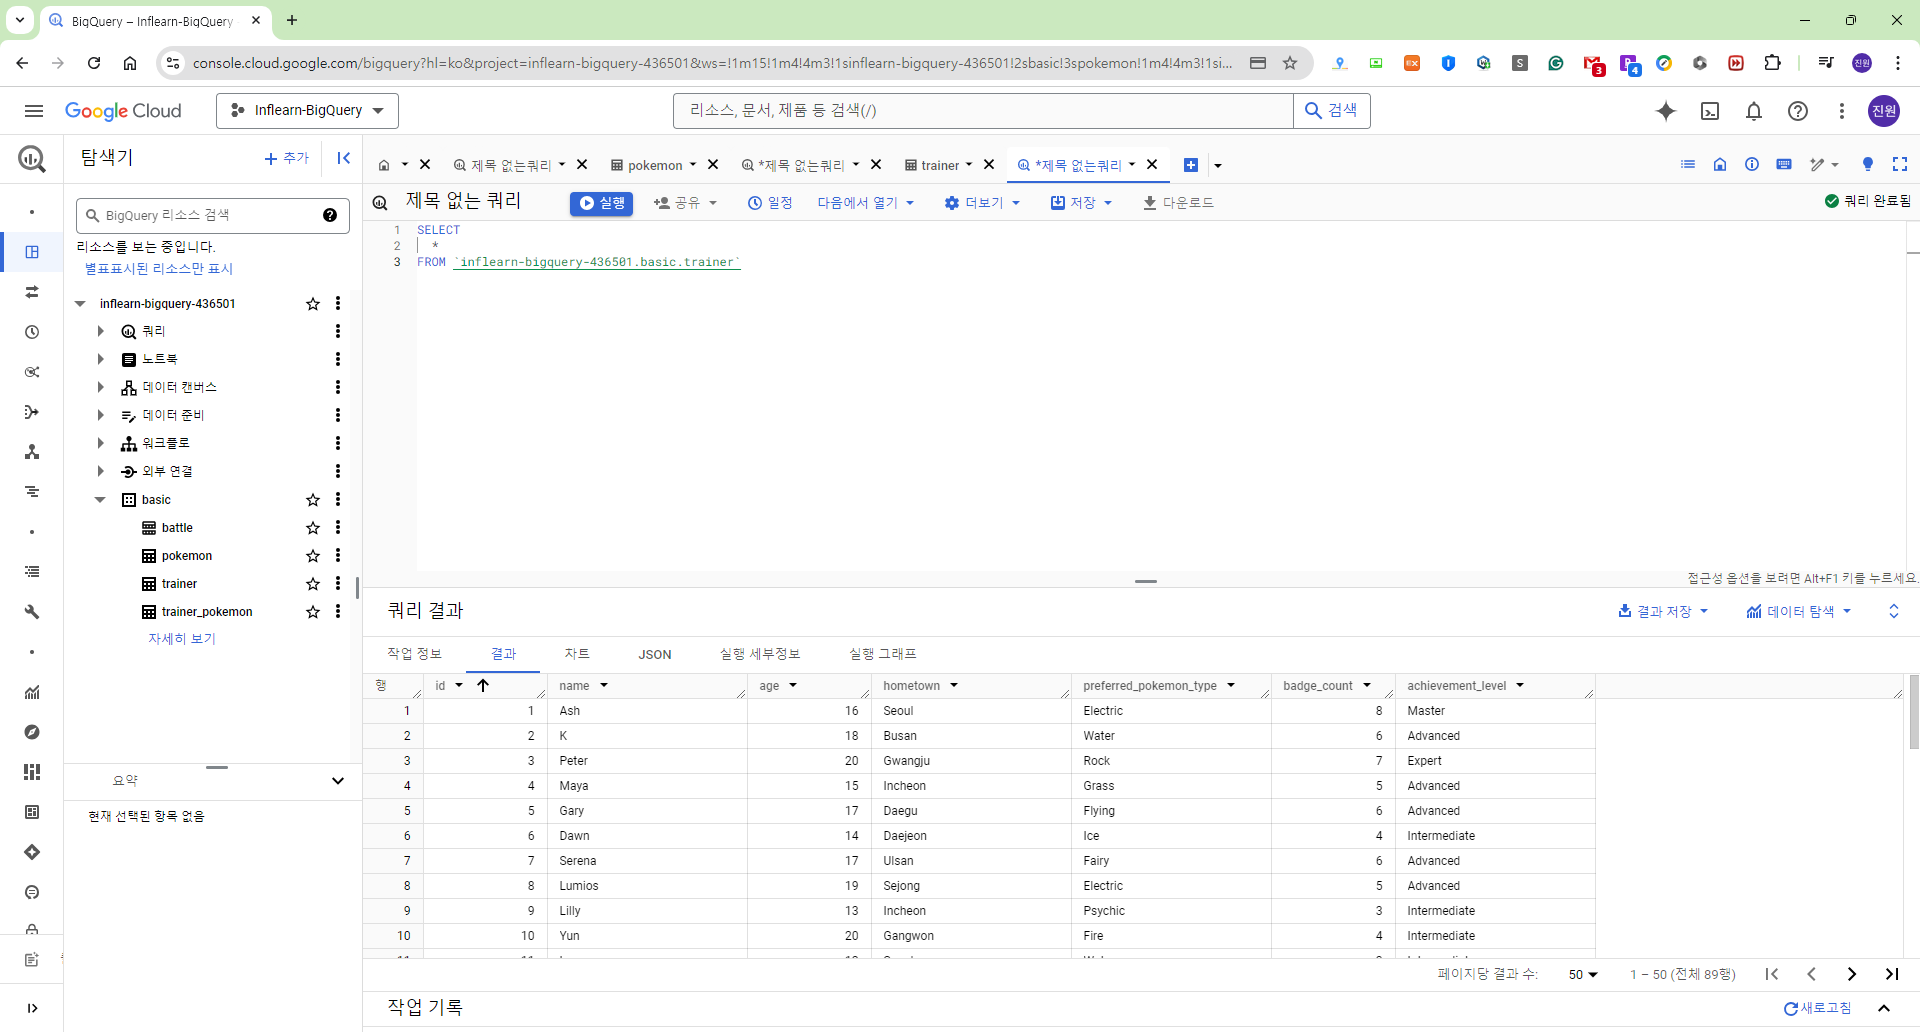 BigQuery – Inflearn-BigQuery
console.cloud.google.com/bigquery?hl=ko&project=inflearn-bigquery-436501&ws=!1m15!1m4!4m3!1sinflearn-bigquery-436501!2sbasic!3spokemon!1m4!4m3!1si...
EX
S
3
4
진원
Google Cloud
Inflearn-BigQuery
리소스, 문서, 제품 등 검색(/)
검색
진원
탐색기
+ 추가
제목 없는쿼리
pokemon
*제목 없는쿼리
trainer
*제목 없는쿼리
제목 없는 쿼리
실행
공유
일정
다음에서 열기
더보기
저장
다운로드
쿼리 완료됨
BigQuery 리소스 검색
리소스를 보는 중입니다.
별표표시된 리소스만 표시
inflearn-bigquery-436501
쿼리
노트북
데이터 캔버스
데이터 준비
워크플로
외부 연결
basic
battle
pokemon
trainer
trainer_pokemon
자세히 보기
요약
현재 선택된 항목 없음
1 SELECT
2 *
3 FROM `inflearn-bigquery-436501.basic.trainer`
접근성 옵션을 보려면 Alt+F1 키를 누르세요.
쿼리 결과
결과 저장
데이터 탐색
작업 정보
결과
차트
JSON
실행 세부정보
실행 그래프
행 id name age hometown preferred_pokemon_type badge_count achievement_level
1 1 Ash 16 Seoul Electric 8 Master
2 2 K 18 Busan Water 6 Advanced
3 3 Peter 20 Gwangju Rock 7 Expert
4 4 Maya 15 Incheon Grass 5 Advanced
5 5 Gary 17 Daegu Flying 6 Advanced
6 6 Dawn 14 Daejeon Ice 4 Intermediate
7 7 Serena 17 Ulsan Fairy 6 Advanced
8 8 Lumios 19 Sejong Electric 5 Advanced
9 9 Lilly 13 Incheon Psychic 3 Intermediate
10 10 Yun 20 Gangwon Fire 4 Intermediate
페이지당 결과 수: 50 1 – 50 (전체 89행)
작업 기록
새로고침